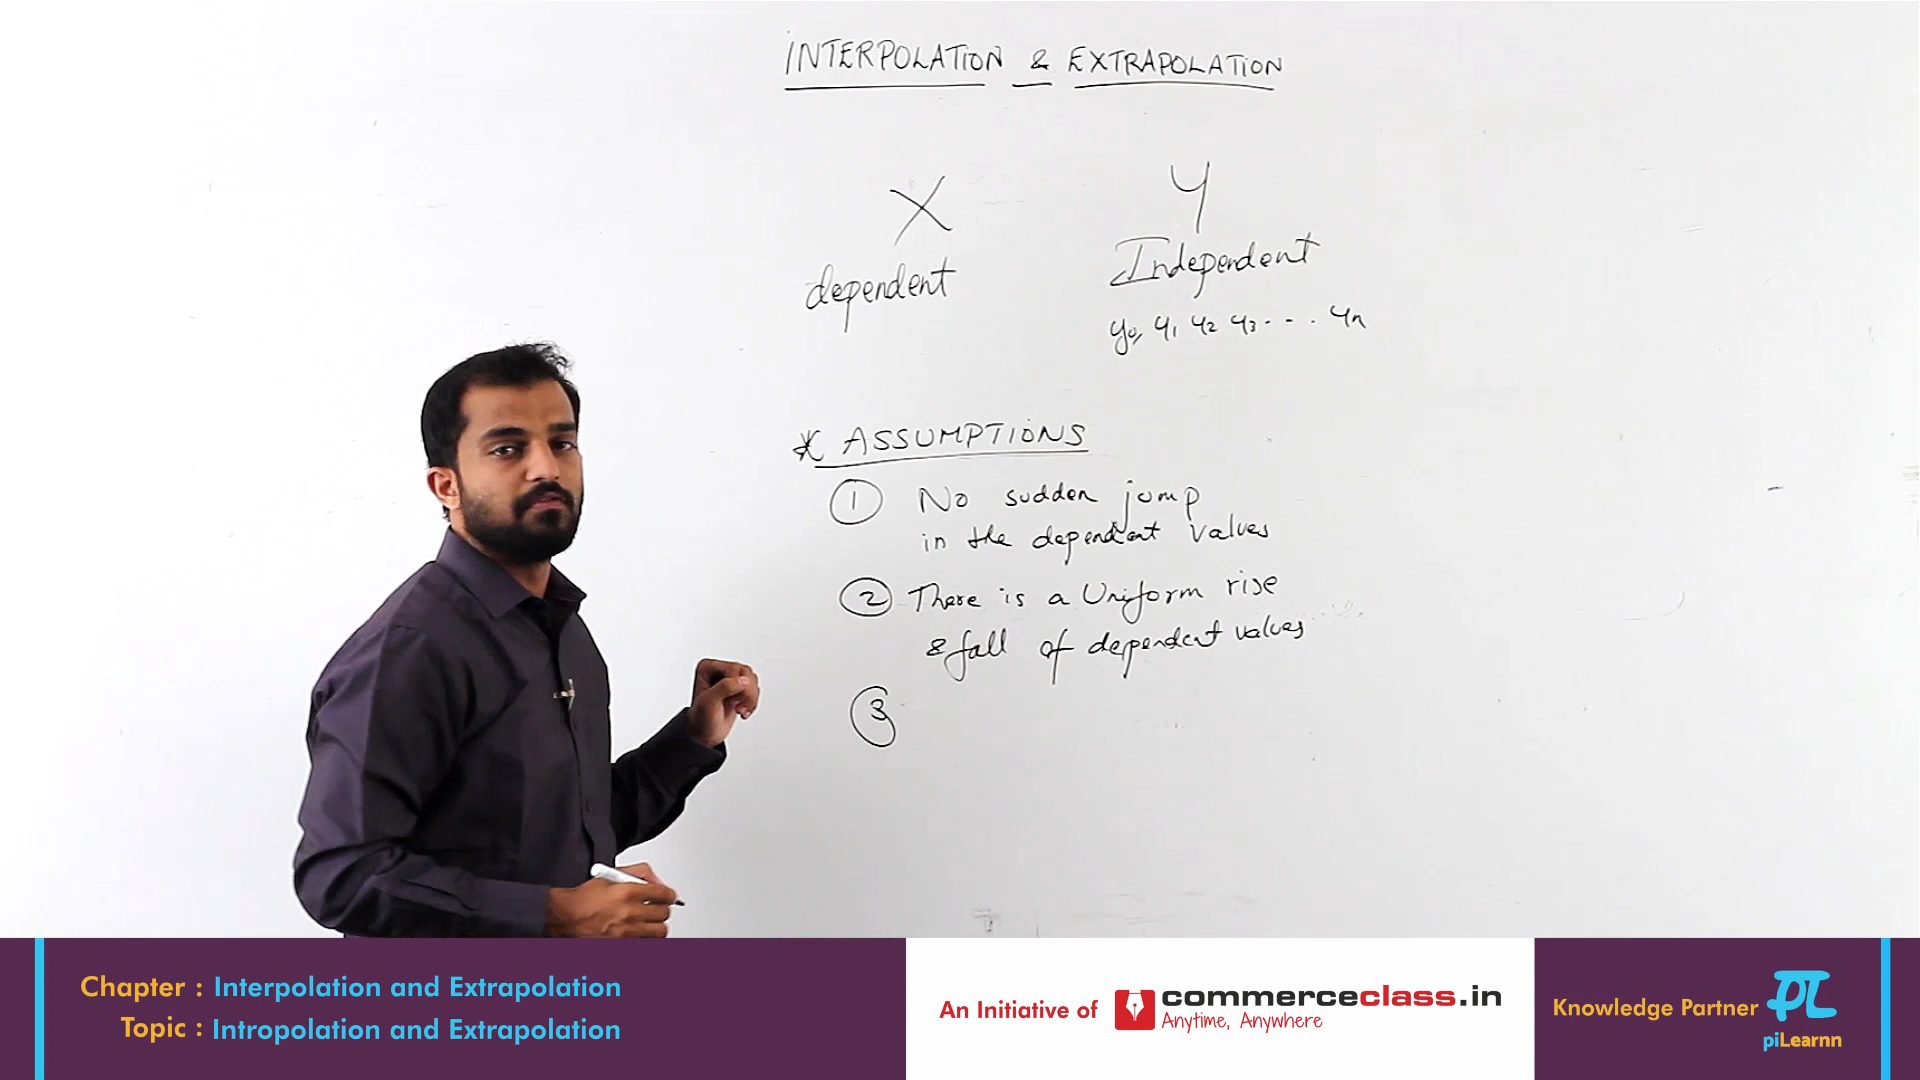 INTERPOLATION & EXTRAPOLATION
X
Y
dependent
Independent
y0, y1 y2 y3 - - - . yn
* ASSUMPTIONS
1 No sudden jump
in the dependent values
2 There is a Uniform rise
& fall of dependent values
3
Chapter : Interpolation and Extrapolation
Topic : Intropolation and Extrapolation
An Initiative of
commerceclass.in
Anytime, Anywhere
Knowledge Partner
piLearnn